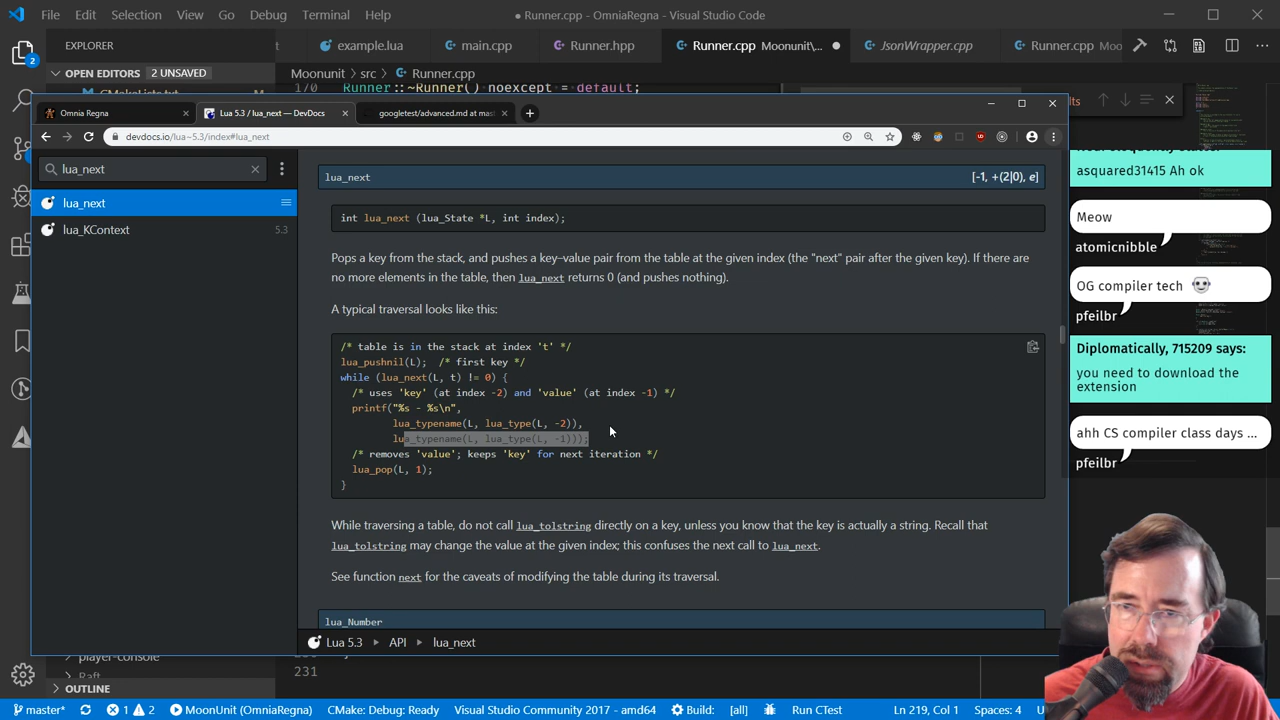 File Edit Selection View Go Debug Terminal Help
● Runner.cpp - OmniaRegna - Visual Studio Code
EXPLORER
example.lua
main.cpp
Runner.hpp
Runner.cpp Moonunit\...
JsonWrapper.cpp
Runner.cpp Moo
OPEN EDITORS 2 UNSAVED
Moonunit > src > Runner.cpp
170 Runner::~Runner() noexcept = default;
Omnia Regna
Lua 5.3 / lua_next — DevDocs
devdocs.io/lua~5.3/index#lua_next
lua_next
lua_next
lua_KContext 5.3
lua_next [-1, +(2|0), e]
int lua_next (lua_State *L, int index);
Pops a key from the stack, and pushes a key–value pair from the table at the given index (the "next" pair after the given key). If there are
no more elements in the table, then lua_next returns 0 (and pushes nothing).
A typical traversal looks like this:
/* table is in the stack at index 't' */
lua_pushnil(L); /* first key */
while (lua_next(L, t) != 0) {
/* uses 'key' (at index -2) and 'value' (at index -1) */
printf("%s - %s\n",
lua_typename(L, lua_type(L, -2)),
lua_typename(L, lua_type(L, -1)));
/* removes 'value'; keeps 'key' for next iteration */
lua_pop(L, 1);
}
While traversing a table, do not call lua_tolstring directly on a key, unless you know that the key is actually a string. Recall that
lua_tolstring may change the value at the given index; this confuses the next call to lua_next.
See function next for the caveats of modifying the table during its traversal.
lua_Number
Lua 5.3 ▸ API ▸ lua_next
asquared31415 Ah ok
Meow
atomicnibble
OG compiler tech
pfeilbr
Diplomatically, 715209 says:
you need to download the
extension
ahh CS compiler class days ...
pfeilbr
player-console
231
OUTLINE
master* 1 2 MoonUnit (OmniaRegna) CMake: Debug: Ready Visual Studio Community 2017 - amd64 Build: [all] Run CTest Ln 219, Col 1 Spaces: 4